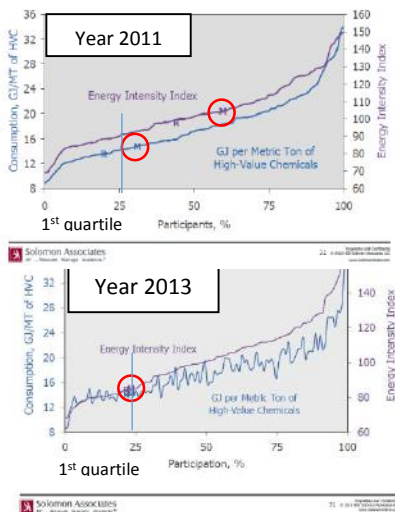 Year 2011
Consumption, GJ/MT of HVC
36
32
28
24
20
16
12
8
160
150
140
130
120
110
100
90
80
70
60
Energy Intensity Index
Energy Intensity Index
M
M
GJ per Metric Ton of
High-Value Chemicals
0
25
50
75
100
1st quartile
Participants, %
Solomon Associates
Year 2013
Consumption, GJ/MT of HVC
32
28
24
20
16
12
8
140
120
100
80
60
Energy Intensity Index
Energy Intensity Index
GJ per Metric Ton of
High-Value Chemicals
0
25
50
75
100
1st quartile
Participation, %
Solomon Associates